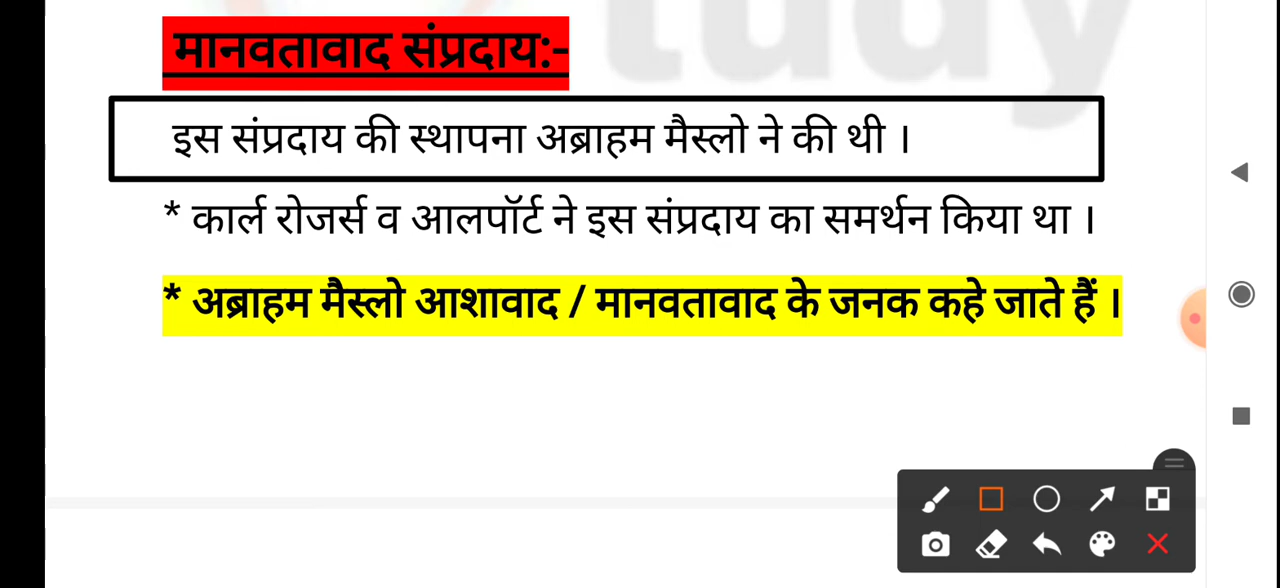 मानवतावाद संप्रदाय:-
इस संप्रदाय की स्थापना अब्राहम मैस्लो ने की थी ।
* कार्ल रोजर्स व आलपॉर्ट ने इस संप्रदाय का समर्थन किया था ।
* अब्राहम मैस्लो आशावाद / मानवतावाद के जनक कहे जाते हैं ।